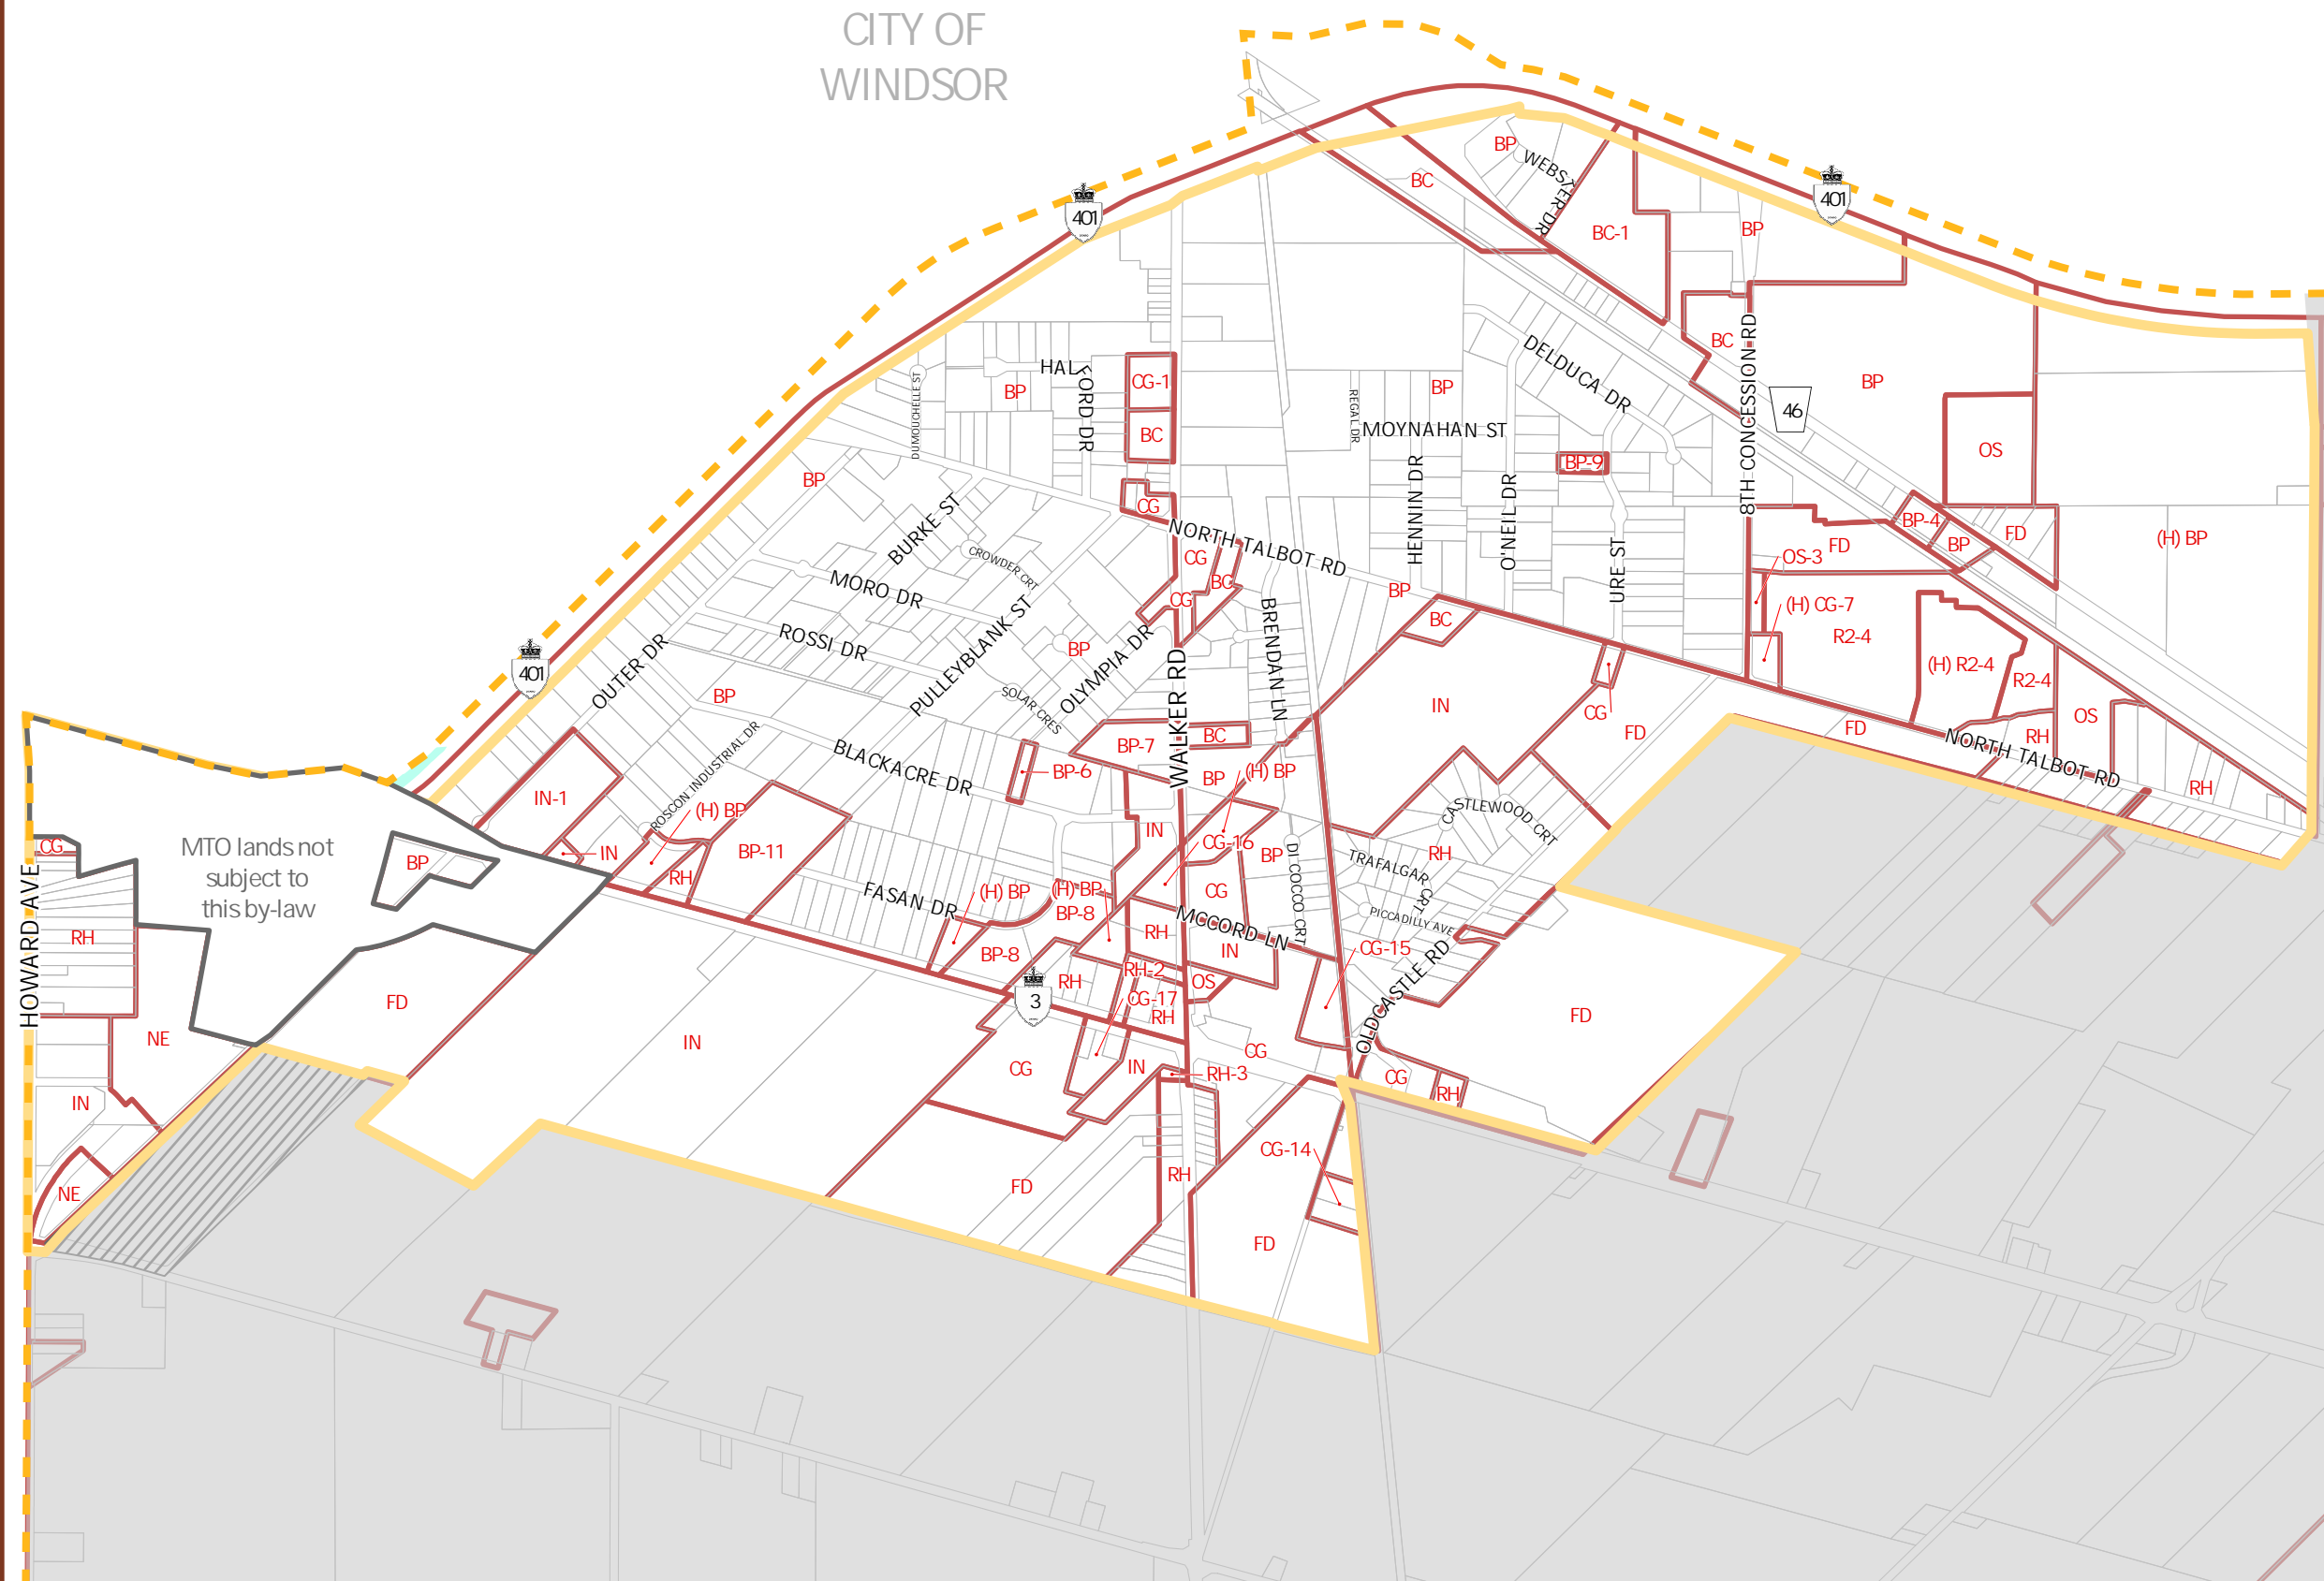 CITY OF
WINDSOR
BP
WEBSTER DR
BC
401
401
BC-1
BP
BC
8TH CONCESSION RD
DELDUCA DR
HALFORD DR
CG-1
BP
BP
BP
46
DUMOUCHELLE ST
REGAL DR
MOYNAHAN ST
BC
OS
BP-9
BP
CG
BURKE ST
NORTH TALBOT RD
HENNIN DR
O'NEIL DR
URE ST
BP-4
FD
BP
FD
(H) BP
CROWDER CRT
CG
OS-3
BC
MORO DR
CG
BP
(H) CG-7
BC
R2-4
BRENDAN LN
ROSSI DR
PULLEYBLANK ST
BP
OLYMPIA DR
(H) R2-4
401
OUTER DR
WALKER RD
R2-4
BP
SOLAR CRES
IN
CG
OS
FD
FD
RH
NORTH TALBOT RD
BC
BP-7
BLACKACRE DR
ROSCON INDUSTRIAL DR
BP-6
BP
(H) BP
RH
IN-1
(H) BP
CASTLEWOOD CRT
IN
CG-16
CG
MTO lands not
subject to
this by-law
BP
IN
BP-11
BP
RH
TRAFALGAR CRT
DI COCCO CRT
HOWARD AVE
RH
FASAN DR
(H) BP
(H) BP
CG
BP-8
MCCORD LN
PICCADILLY AVE
RH
RH
IN
CG-15
BP-8
OLDCASTLE RD
RH-2
RH
OS
3
CG-17
FD
RH
FD
NE
IN
CG
CG
IN
RH-3
CG
RH
IN
CG-14
RH
FD
NE
FD